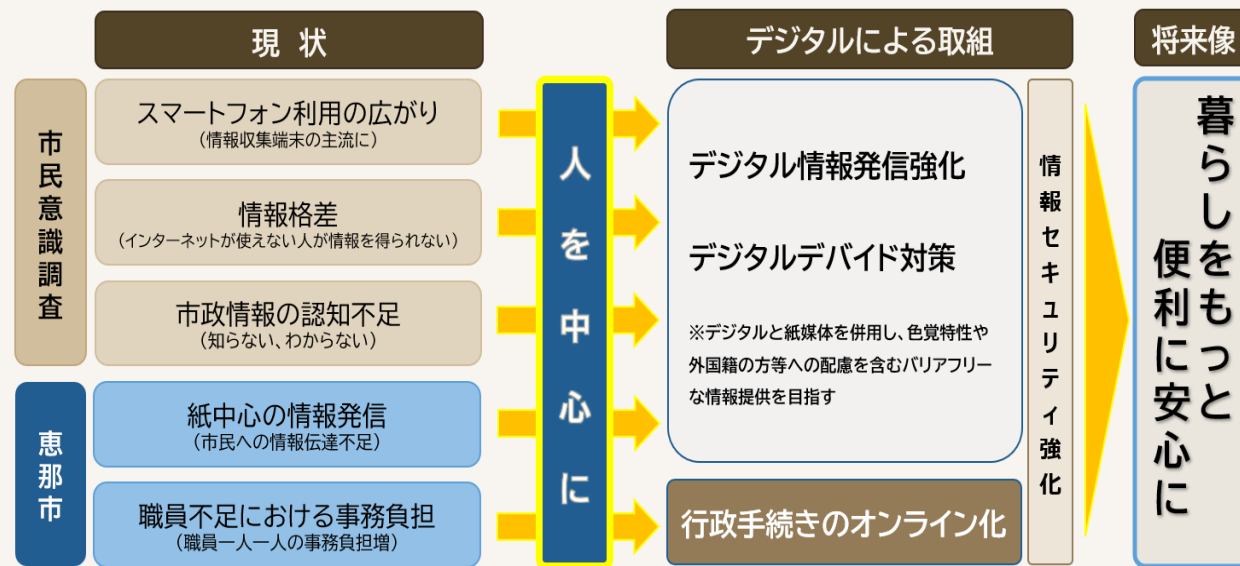 現 状
デジタルによる取組
将来像
市民意識調査
スマートフォン利用の広がり
（情報収集端末の主流に）
情報格差
（インターネットが使えない人が情報を得られない）
市政情報の認知不足
（知らない、わからない）
恵那市
紙中心の情報発信
（市民への情報伝達不足）
職員不足における事務負担
（職員一人一人の事務負担増）
人を中心に
デジタル情報発信強化
デジタルデバイド対策
※デジタルと紙媒体を併用し、色覚特性や
外国籍の方等への配慮を含むバリアフリー
な情報提供を目指す
行政手続きのオンライン化
情報セキュリティ強化
暮らしをもっと
便利に安心に